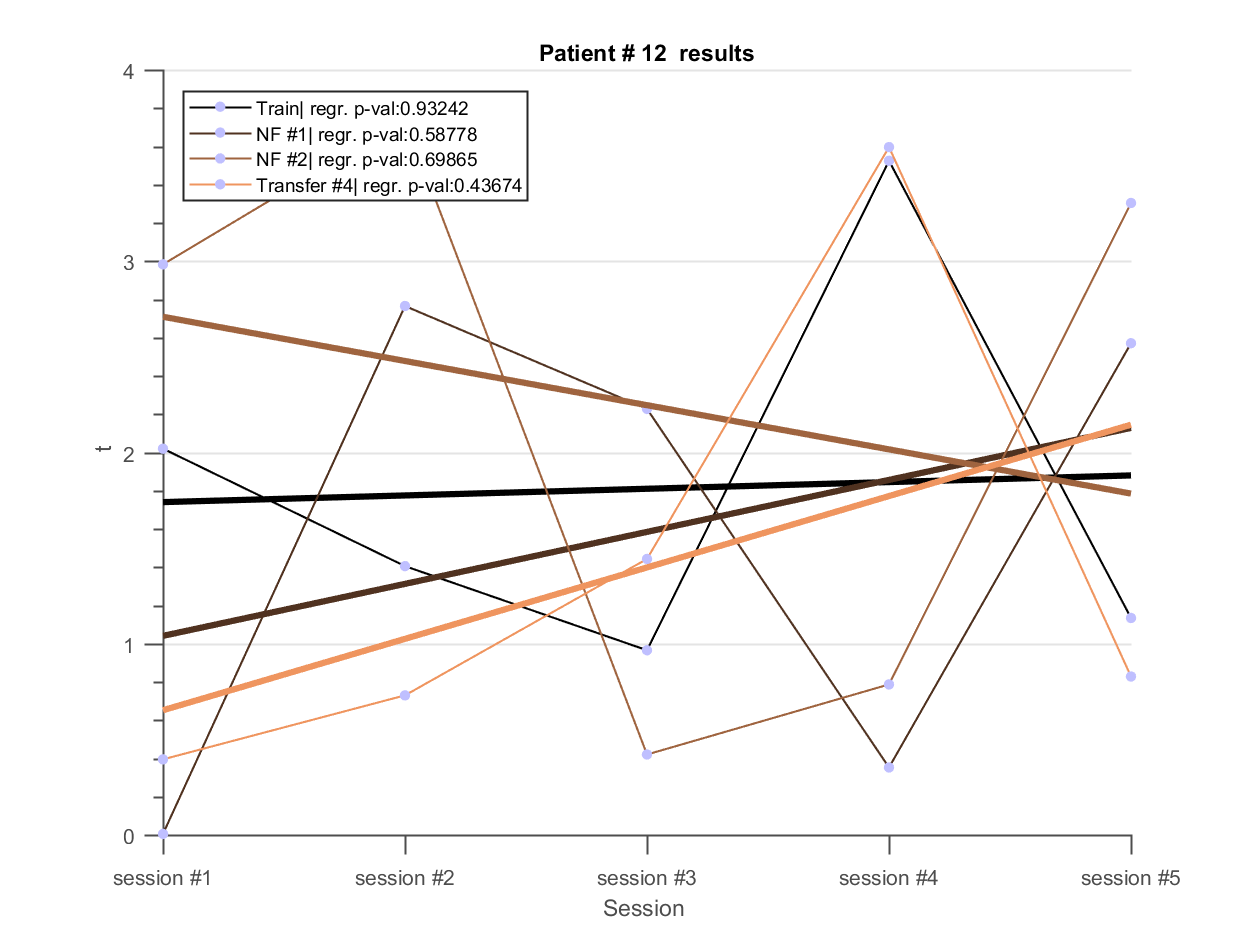 Patient # 12  results
4
Train| regr. p-val:0.93242
NF #1| regr. p-val:0.58778
NF #2| regr. p-val:0.69865
Transfer #4| regr. p-val:0.43674
3
t
2
1
0
session #1 session #2 session #3 session #4 session #5
Session